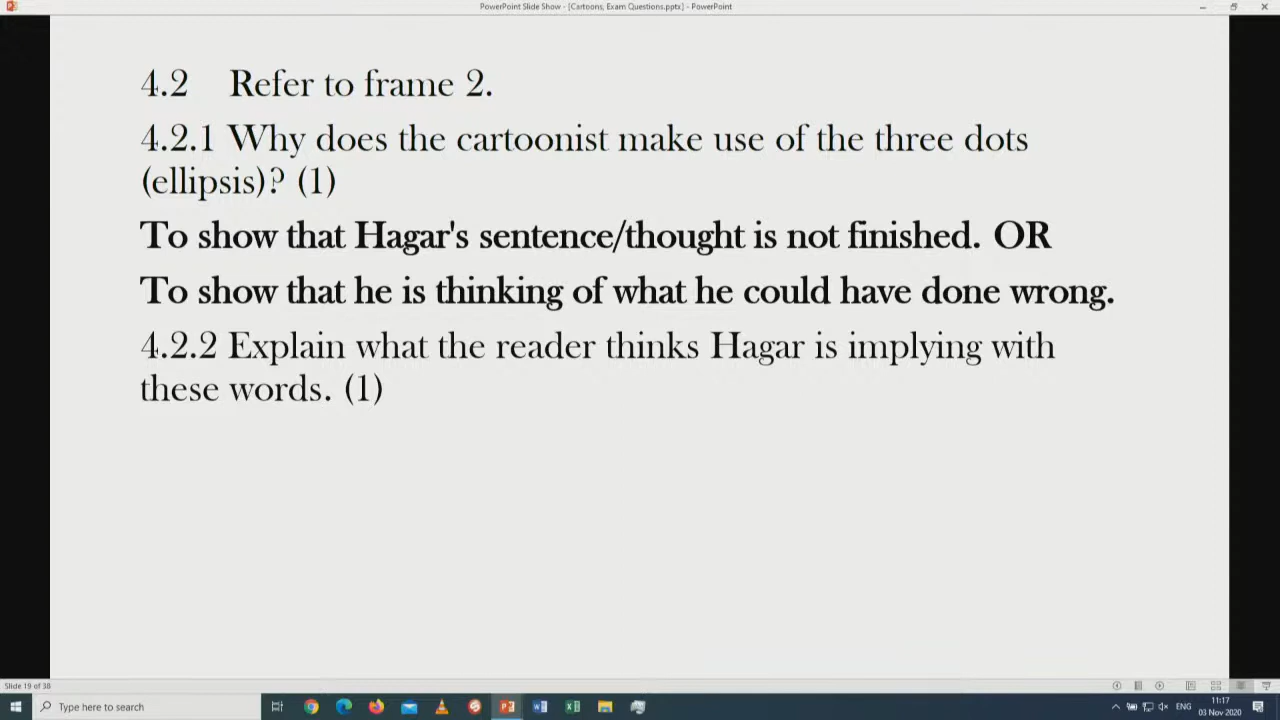 PowerPoint Slide Show - [Cartoons, Exam Questions.pptx] - PowerPoint
4.2 Refer to frame 2.
4.2.1 Why does the cartoonist make use of the three dots
(ellipsis)? (1)
To show that Hagar's sentence/thought is not finished. OR
To show that he is thinking of what he could have done wrong.
4.2.2 Explain what the reader thinks Hagar is implying with
these words. (1)
Slide 19 of 38
Type here to search
ENG
11:17
03 Nov 2020